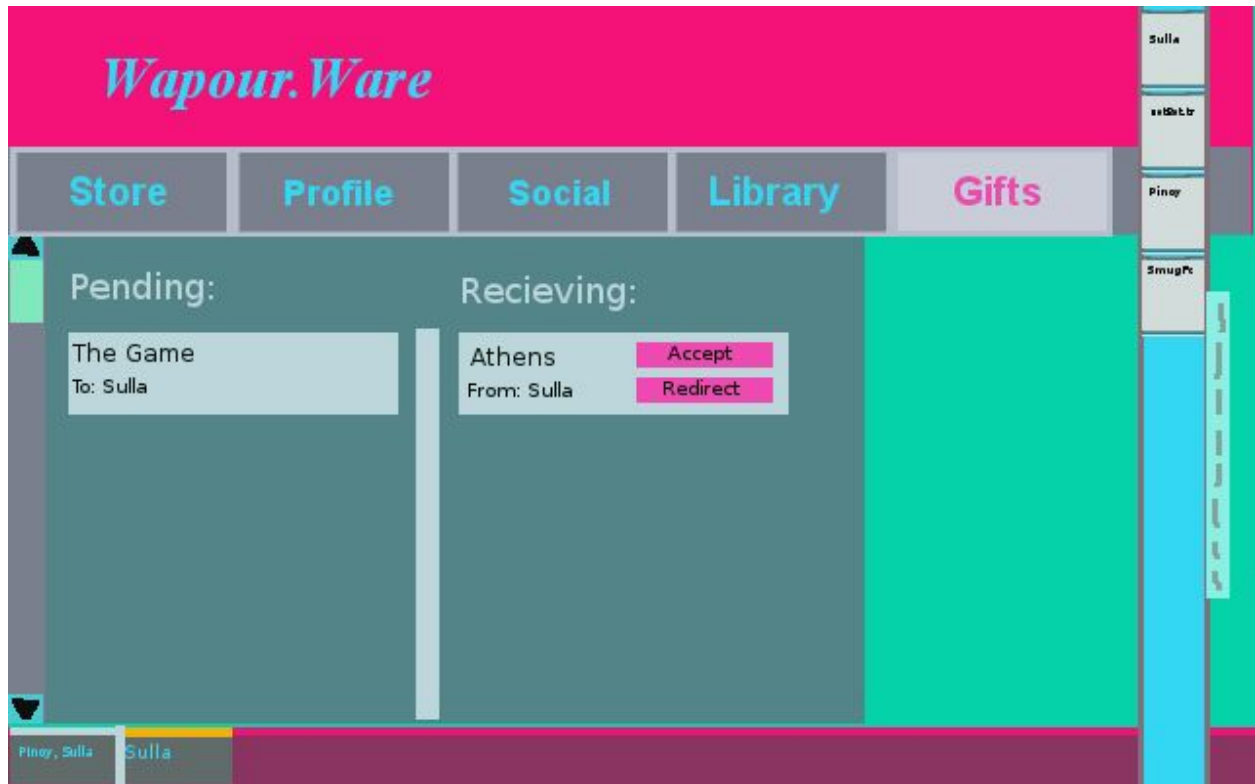 Wapour.Ware
Store
Profile
Social
Library
Gifts
Pending:
The Game
To: Sulla
Recieving:
Athens
Accept
From: Sulla
Redirect
Sulla
Pinoy
Pinoy, Sulla
Sulla